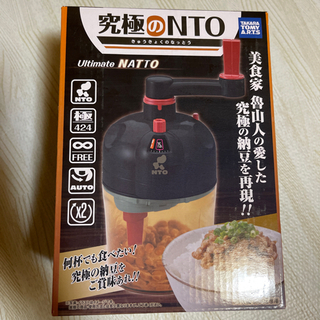 究極のNTO
きゅうきょくのなっとう
TAKARA
TOMY
A.R.T.S
Ultimate NATTO
NTO
極
424
∞
FREE
AUTO
x2
美食家 魯山人の愛した
究極の納豆を再現!!
NTO
何杯でも食べたい!
究極の納豆を
ご賞味あれ!!